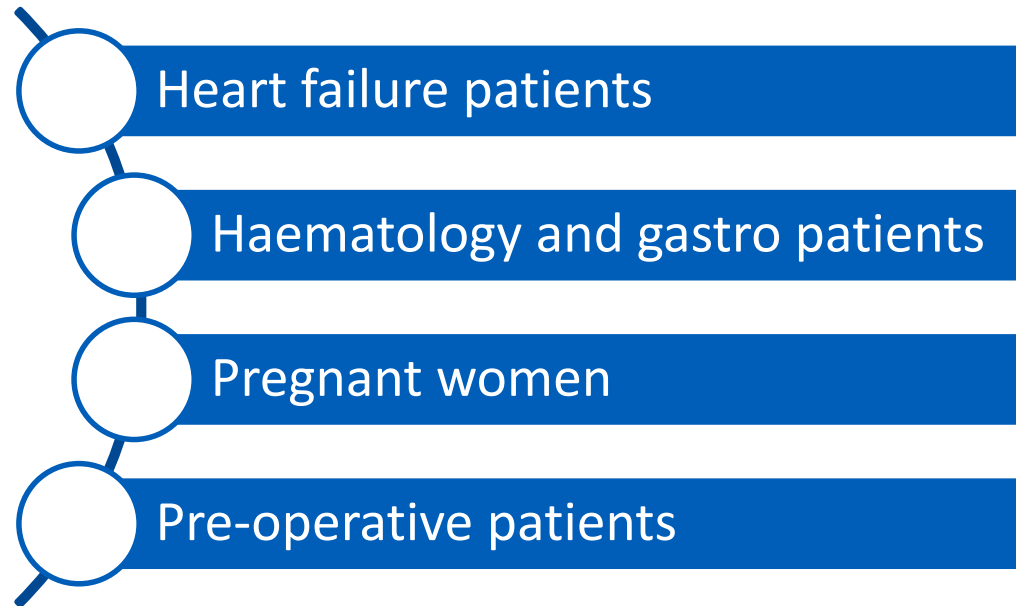 Heart failure patients
Haematology and gastro patients
Pregnant women
Pre-operative patients